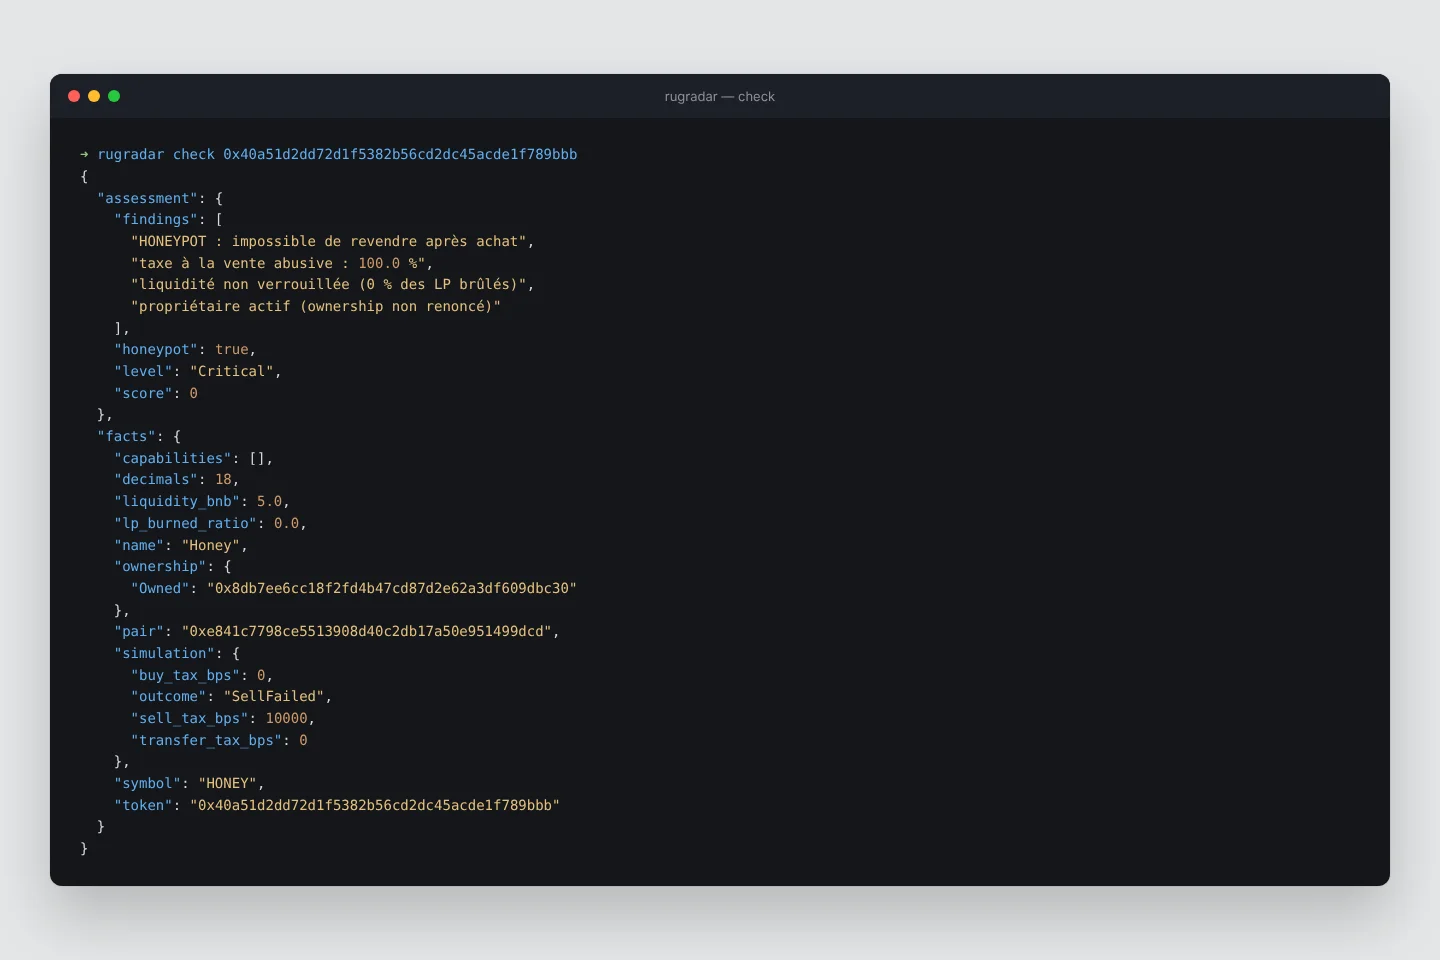 rugradar — check
→ rugradar check 0x40a51d2dd72d1f5382b56cd2dc45acde1f789bbb
{
  "assessment": {
    "findings": [
      "HONEYPOT : impossible de revendre après achat",
      "taxe à la vente abusive : 100.0 %",
      "liquidité non verrouillée (0 % des LP brûlés)",
      "propriétaire actif (ownership non renoncé)"
    ],
    "honeypot": true,
    "level": "Critical",
    "score": 0
  },
  "facts": {
    "capabilities": [],
    "decimals": 18,
    "liquidity_bnb": 5.0,
    "lp_burned_ratio": 0.0,
    "name": "Honey",
    "ownership": {
      "Owned": "0x8db7ee6cc18f2fd4b47cd87d2e62a3df609dbc30"
    },
    "pair": "0xe841c7798ce5513908d40c2db17a50e951499dcd",
    "simulation": {
      "buy_tax_bps": 0,
      "outcome": "SellFailed",
      "sell_tax_bps": 10000,
      "transfer_tax_bps": 0
    },
    "symbol": "HONEY",
    "token": "0x40a51d2dd72d1f5382b56cd2dc45acde1f789bbb"
  }
}